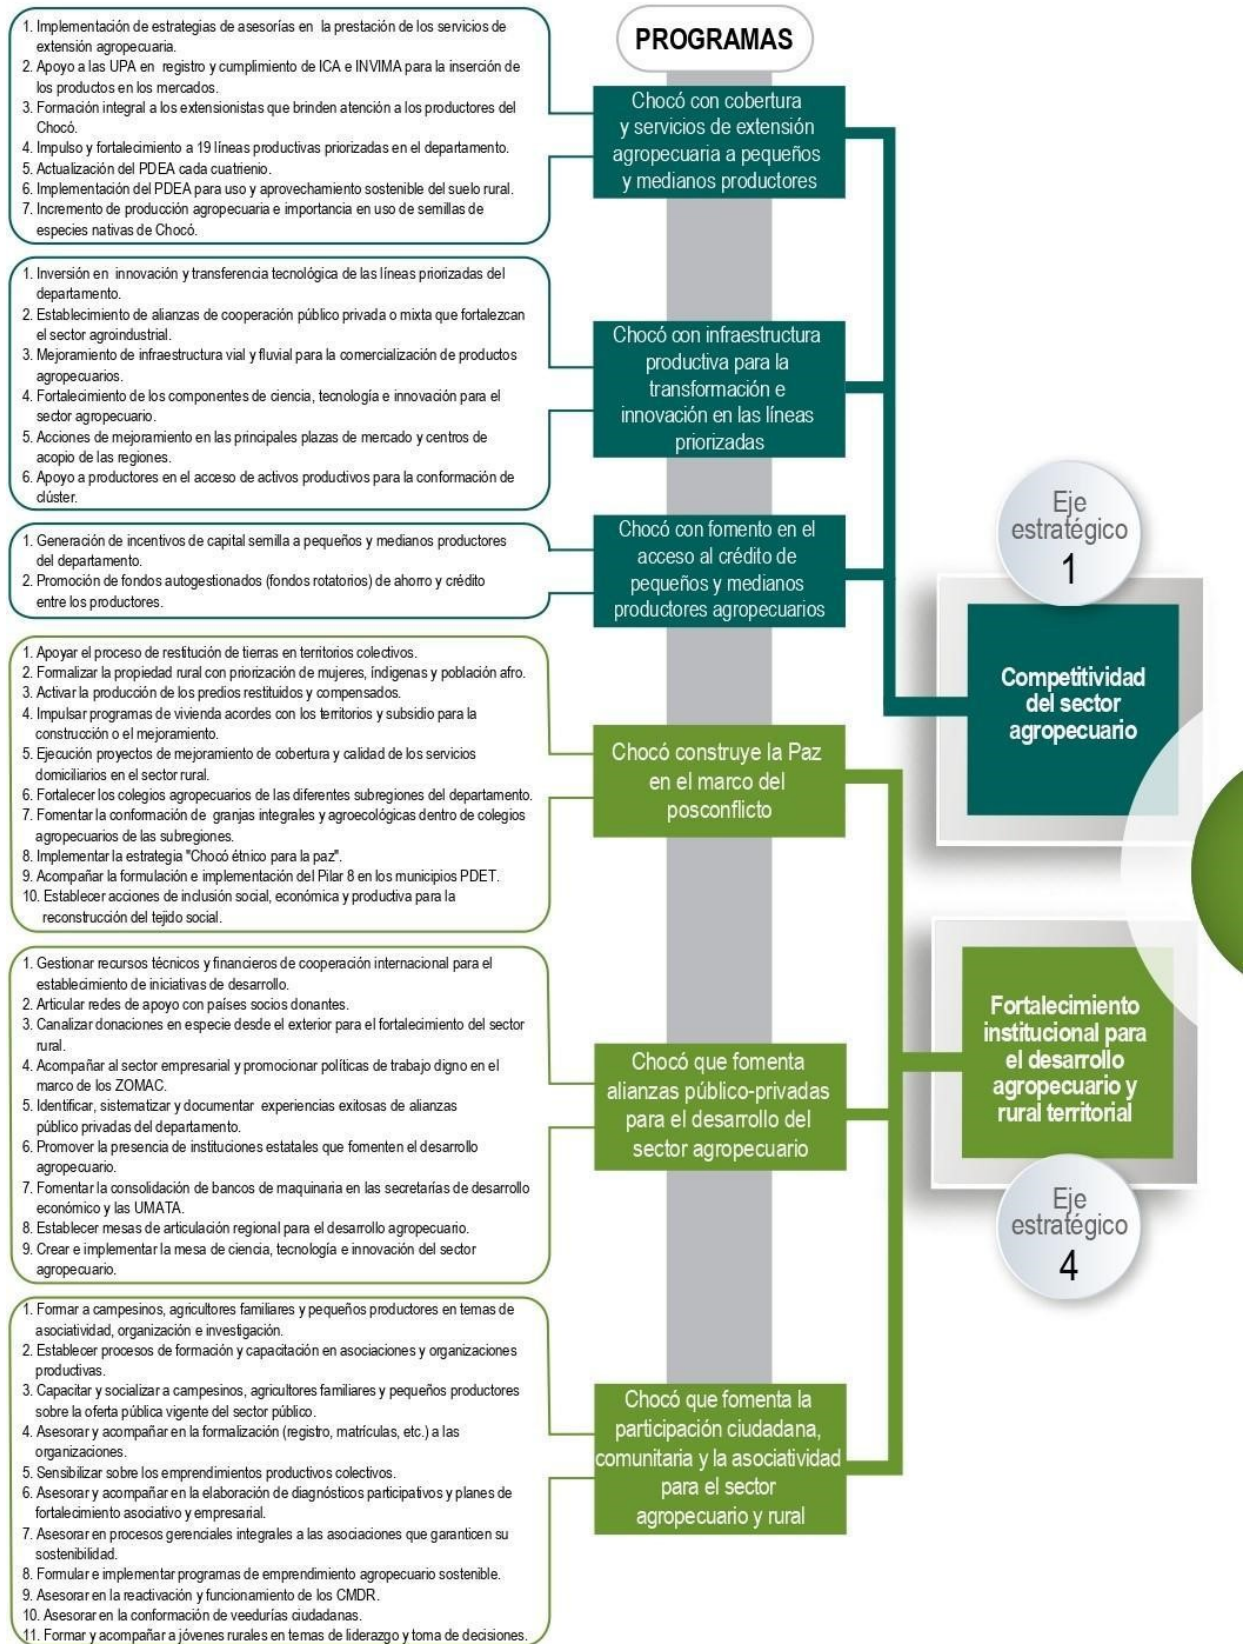 PROGRAMAS
1. Implementación de estrategias de asesorías en la prestación de los servicios de
extensión agropecuaria.
2. Apoyo a las UPA en registro y cumplimiento de ICA e INVIMA para la inserción de
los productos en los mercados.
3. Formación integral a los extensionistas que brinden atención a los productores del
Chocó.
4. Impulso y fortalecimiento a 19 líneas productivas priorizadas en el departamento.
5. Actualización del PDEA cada cuatrienio.
6. Implementación del PDEA para uso y aprovechamiento sostenible del suelo rural.
7. Incremento de producción agropecuaria e importancia en uso de semillas de
especies nativas de Chocó.
Chocó con cobertura
y servicios de extensión
agropecuaria a pequeños
y medianos productores
1. Inversión en innovación y transferencia tecnológica de las líneas priorizadas del
departamento.
2. Establecimiento de alianzas de cooperación público privada o mixta que fortalezcan
el sector agroindustrial.
3. Mejoramiento de infraestructura vial y fluvial para la comercialización de productos
agropecuarios.
4. Fortalecimiento de los componentes de ciencia, tecnología e innovación para el
sector agropecuario.
5. Acciones de mejoramiento en las principales plazas de mercado y centros de
acopio de las regiones.
6. Apoyo a productores en el acceso de activos productivos para la conformación de
clúster.
Chocó con infraestructura
productiva para la
transformación e
innovación en las líneas
priorizadas
1. Generación de incentivos de capital semilla a pequeños y medianos productores
del departamento.
2. Promoción de fondos autogestionados (fondos rotatorios) de ahorro y crédito
entre los productores.
Chocó con fomento en el
acceso al crédito de
pequeños y medianos
productores agropecuarios
Eje
estratégico
1
Competitividad
del sector
agropecuario
1. Apoyar el proceso de restitución de tierras en territorios colectivos.
2. Formalizar la propiedad rural con priorización de mujeres, índigenas y población afro.
3. Activar la producción de los predios restituidos y compensados.
4. Impulsar programas de vivienda acordes con los territorios y subsidio para la
construcción o el mejoramiento.
5. Ejecución proyectos de mejoramiento de cobertura y calidad de los servicios
domiciliarios en el sector rural.
6. Fortalecer los colegios agropecuarios de las diferentes subregiones del departamento.
7. Fomentar la conformación de granjas integrales y agroecológicas dentro de colegios
agropecuarios de las subregiones.
8. Implementar la estrategia "Chocó étnico para la paz".
9. Acompañar la formulación e implementación del Pilar 8 en los municipios PDET.
10. Establecer acciones de inclusión social, económica y productiva para la
reconstrucción del tejido social.
Chocó construye la Paz
en el marco del
posconflicto
1. Gestionar recursos técnicos y financieros de cooperación internacional para el
establecimiento de iniciativas de desarrollo.
2. Articular redes de apoyo con países socios donantes.
3. Canalizar donaciones en especie desde el exterior para el fortalecimiento del sector
rural.
4. Acompañar al sector empresarial y promocionar políticas de trabajo digno en el
marco de los ZOMAC.
5. Identificar, sistematizar y documentar experiencias exitosas de alianzas
público privadas del departamento.
6. Promover la presencia de instituciones estatales que fomenten el desarrollo
agropecuario.
7. Fomentar la consolidación de bancos de maquinaria en las secretarías de desarrollo
económico y las UMATA.
8. Establecer mesas de articulación regional para el desarrollo agropecuario.
9. Crear e implementar la mesa de ciencia, tecnología e innovación del sector
agropecuario.
Chocó que fomenta
alianzas público-privadas
para el desarrollo del
sector agropecuario
Fortalecimiento
institucional para
el desarrollo
agropecuario y
rural territorial
Eje
estratégico
4
1. Formar a campesinos, agricultores familiares y pequeños productores en temas de
asociatividad, organización e investigación.
2. Establecer procesos de formación y capacitación en asociaciones y organizaciones
productivas.
3. Capacitar y socializar a campesinos, agricultores familiares y pequeños productores
sobre la oferta pública vigente del sector público.
4. Asesorar y acompañar en la formalización (registro, matrículas, etc.) a las
organizaciones.
5. Sensibilizar sobre los emprendimientos productivos colectivos.
6. Asesorar y acompañar en la elaboración de diagnósticos participativos y planes de
fortalecimiento asociativo y empresarial.
7. Asesorar en procesos gerenciales integrales a las asociaciones que garanticen su
sostenibilidad.
8. Formular e implementar programas de emprendimiento agropecuario sostenible.
9. Asesorar en la reactivación y funcionamiento de los CMDR.
10. Asesorar en la conformación de veedurías ciudadanas.
11. Formar y acompañar a jóvenes rurales en temas de liderazgo y toma de decisiones.
Chocó que fomenta la
participación ciudadana,
comunitaria y la asociatividad
para el sector
agropecuario y rural